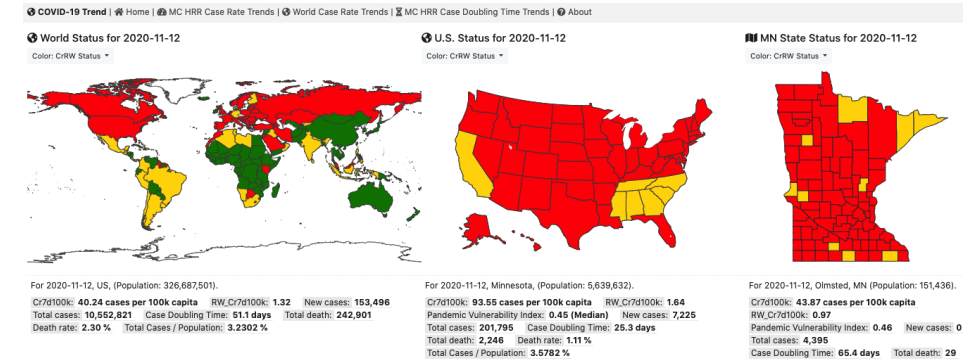 COVID-19 Trend | Home | MC HRR Case Rate Trends | World Case Rate Trends | MC HRR Case Doubling Time Trends | About
World Status for 2020-11-12
Color: CrRW Status
For 2020-11-12, US, (Population: 326,687,501).
Cr7d100k: 40.24 cases per 100k capita RW_Cr7d100k: 1.32 New cases: 153,496
Total cases: 10,552,821 Case Doubling Time: 51.1 days Total death: 242,901
Death rate: 2.30 % Total Cases / Population: 3.2302 %
U.S. Status for 2020-11-12
Color: CrRW Status
For 2020-11-12, Minnesota, (Population: 5,639,632).
Cr7d100k: 93.55 cases per 100k capita RW_Cr7d100k: 1.64
Pandemic Vulnerability Index: 0.45 (Median) New cases: 7,225
Total cases: 201,795 Case Doubling Time: 25.3 days
Total death: 2,246 Death rate: 1.11 %
Total Cases / Population: 3.5782 %
MN State Status for 2020-11-12
Color: CrRW Status
For 2020-11-12, Olmsted, MN (Population: 151,436).
Cr7d100k: 43.87 cases per 100k capita
RW_Cr7d100k: 0.97
Pandemic Vulnerability Index: 0.46 New cases: 0
Total cases: 4,395
Case Doubling Time: 65.4 days Total death: 29